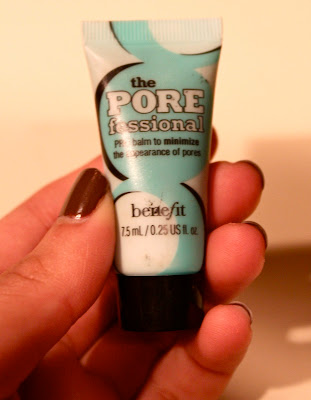 the
PORE
fessional
PRO balm to minimize
the appearance of pores
benefit
7.5 mL / 0.25 US fl. oz.